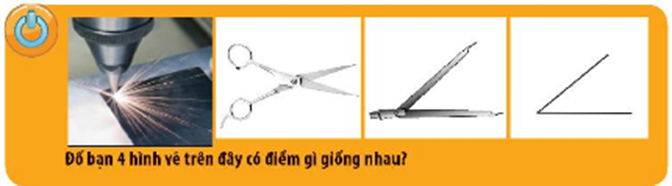 Đố bạn 4 hình vẽ trên đây có điểm gì giống nhau?